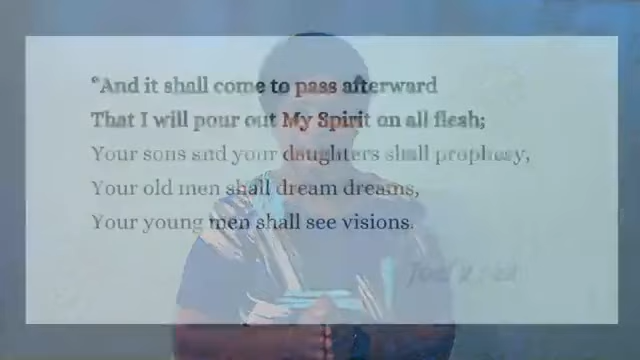 "And it shall come to pass afterward
That I will pour out My Spirit on all flesh;
Your sons and your daughters shall prophesy,
Your old men shall dream dreams,
Your young men shall see visions.